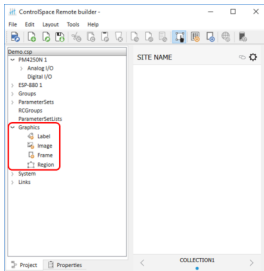 ControlSpace Remote builder -
File Edit Layout Tools Help
Demo.csp
PM4250N 1
Analog I/O
Digital I/O
ESP-880 1
Groups
ParameterSets
RCGroups
ParameterSetLists
Graphics
Label
Image
Frame
Region
System
Links
SITE NAME
COLLECTION1
Project Properties